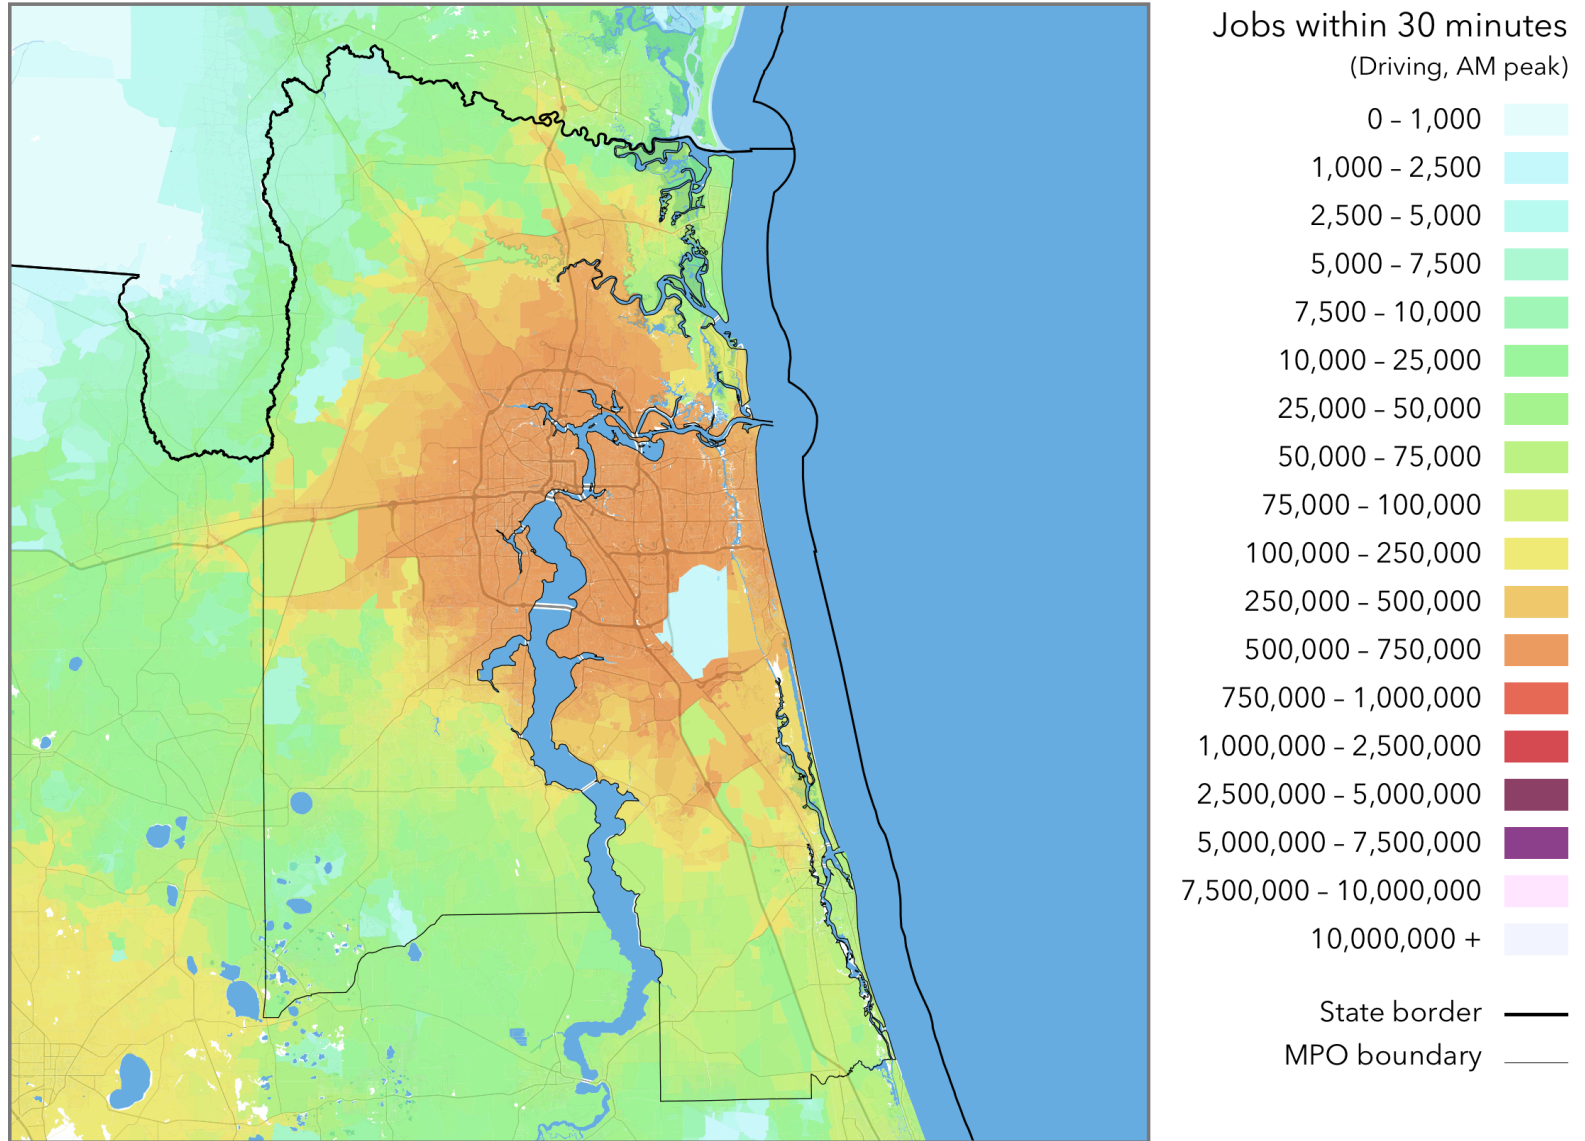 Jobs within 30 minutes
(Driving, AM peak)
0 – 1,000
1,000 – 2,500
2,500 – 5,000
5,000 – 7,500
7,500 – 10,000
10,000 – 25,000
25,000 – 50,000
50,000 – 75,000
75,000 – 100,000
100,000 – 250,000
250,000 – 500,000
500,000 – 750,000
750,000 – 1,000,000
1,000,000 – 2,500,000
2,500,000 – 5,000,000
5,000,000 – 7,500,000
7,500,000 – 10,000,000
10,000,000 +
State border
MPO boundary